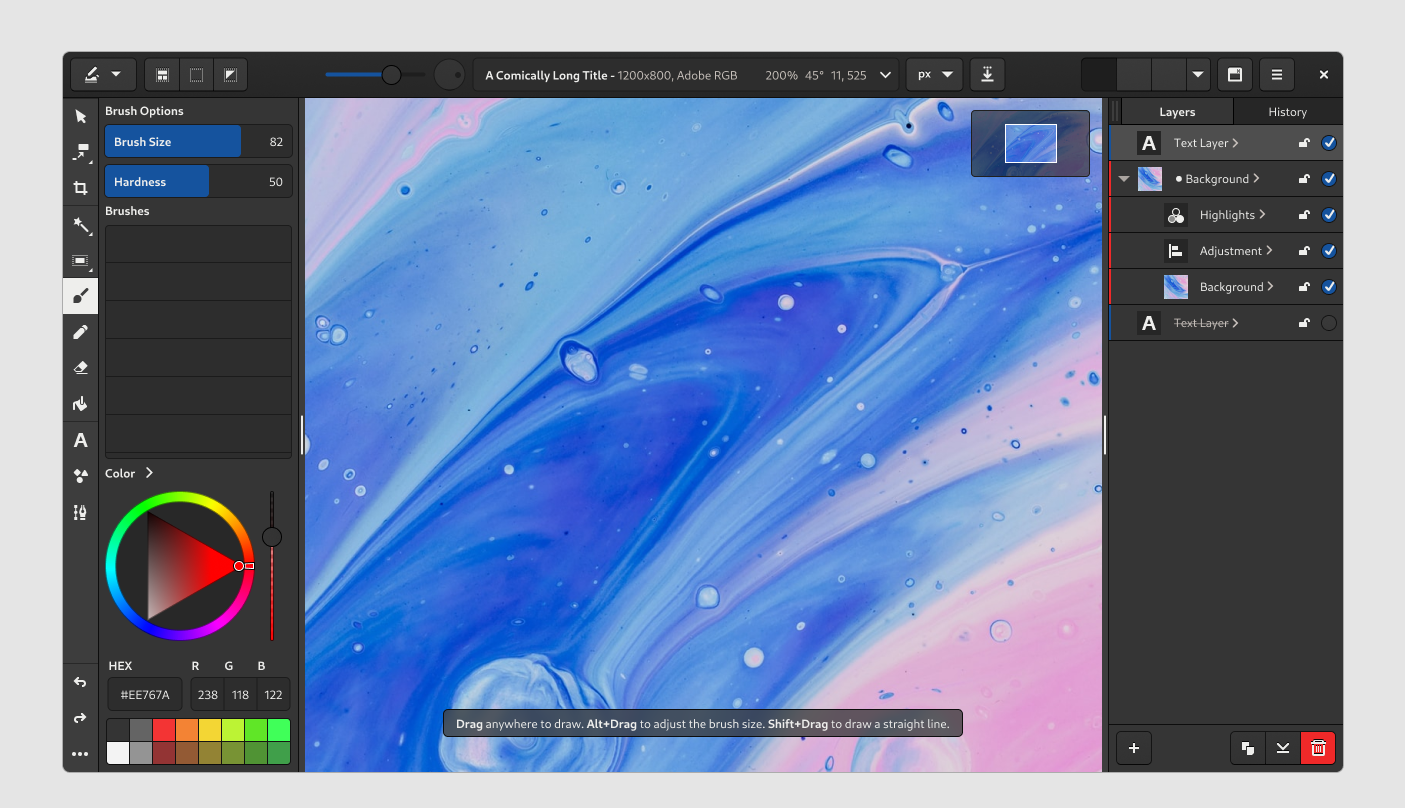 A Comically Long Title - 1200x800, Adobe RGB 200% 45° 11, 525
px
Brush Options
Brush Size 82
Hardness 50
Brushes
Color
HEX R G B
#EE767A 238 118 122
Drag anywhere to draw. Alt+Drag to adjust the brush size. Shift+Drag to draw a straight line.
Layers History
A Text Layer
Background
Highlights
Adjustment
Background
A Text Layer
A